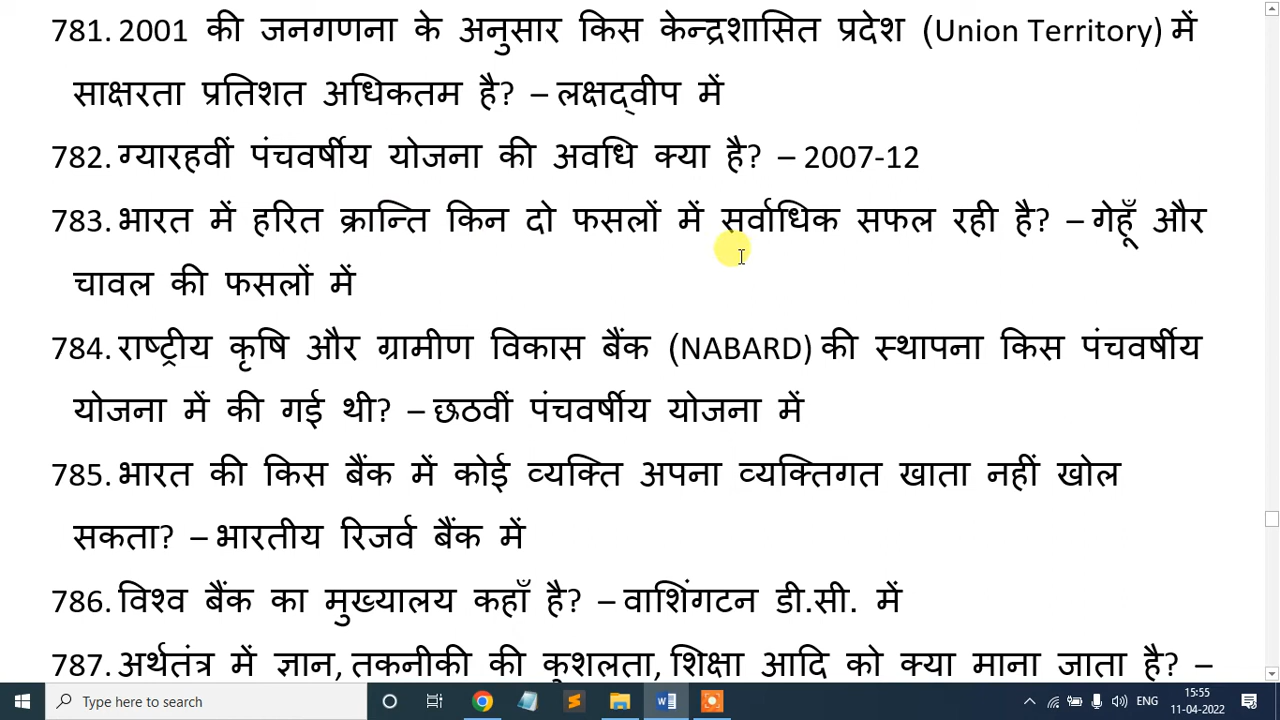 781. 2001 की जनगणना के अनुसार किस केन्द्रशासित प्रदेश (Union Territory) में
साक्षरता प्रतिशत अधिकतम है? – लक्षद्वीप में
782. ग्यारहवीं पंचवर्षीय योजना की अवधि क्या है? – 2007-12
783. भारत में हरित क्रान्ति किन दो फसलों में सर्वाधिक सफल रही है? – गेहूँ और
चावल की फसलों में
784. राष्ट्रीय कृषि और ग्रामीण विकास बैंक (NABARD) की स्थापना किस पंचवर्षीय
योजना में की गई थी? – छठवीं पंचवर्षीय योजना में
785. भारत की किस बैंक में कोई व्यक्ति अपना व्यक्तिगत खाता नहीं खोल
सकता? – भारतीय रिजर्व बैंक में
786. विश्व बैंक का मुख्यालय कहाँ है? – वाशिंगटन डी.सी. में
787. अर्थतंत्र में ज्ञान, तकनीकी की कुशलता, शिक्षा आदि को क्या माना जाता है? –
Type here to search
ENG
15:55
11-04-2022